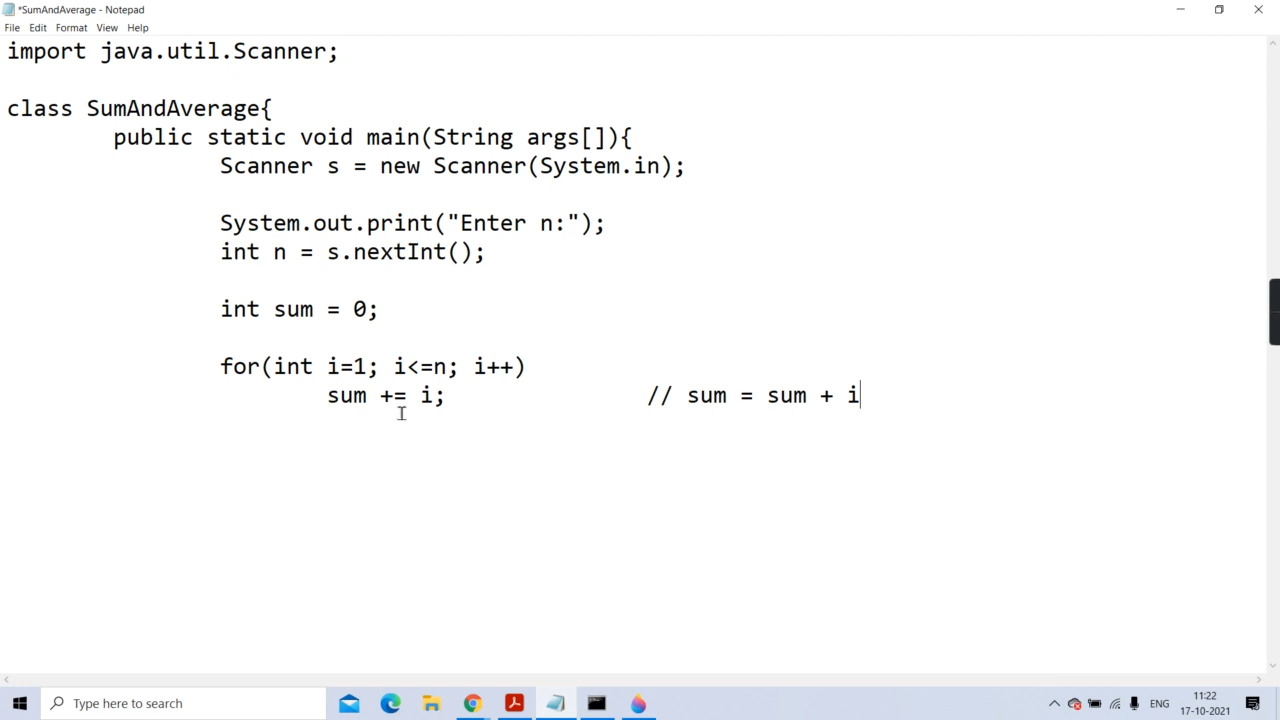 *SumAndAverage - Notepad
File Edit Format View Help
import java.util.Scanner;
class SumAndAverage{
public static void main(String args[]){
Scanner s = new Scanner(System.in);
System.out.print("Enter n:");
int n = s.nextInt();
int sum = 0;
for(int i=1; i<=n; i++)
sum += i; // sum = sum + i
Type here to search
ENG
11:22
17-10-2021